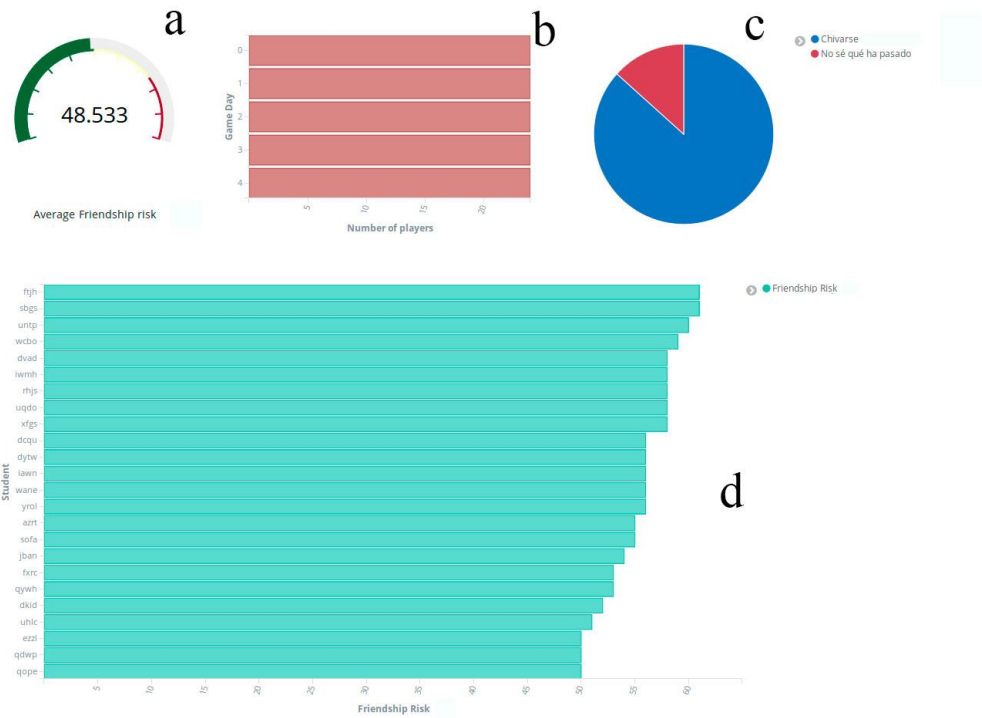 a
48.533
Average Friendship risk
b
Game Day
0
1
2
3
4
5
10
15
20
Number of players
c
Chivarse
No sé qué ha pasado
d
Friendship Risk
Student
ftjh
sbgs
untp
wcbo
dvad
iwmh
rhjs
uqdo
xfgs
dcqu
dytw
iawn
wane
yrol
azrt
sofa
jban
fxrc
qywh
dkid
uhlc
ezzl
qdwp
qope
5
10
15
20
25
30
35
40
45
50
55
60
Friendship Risk